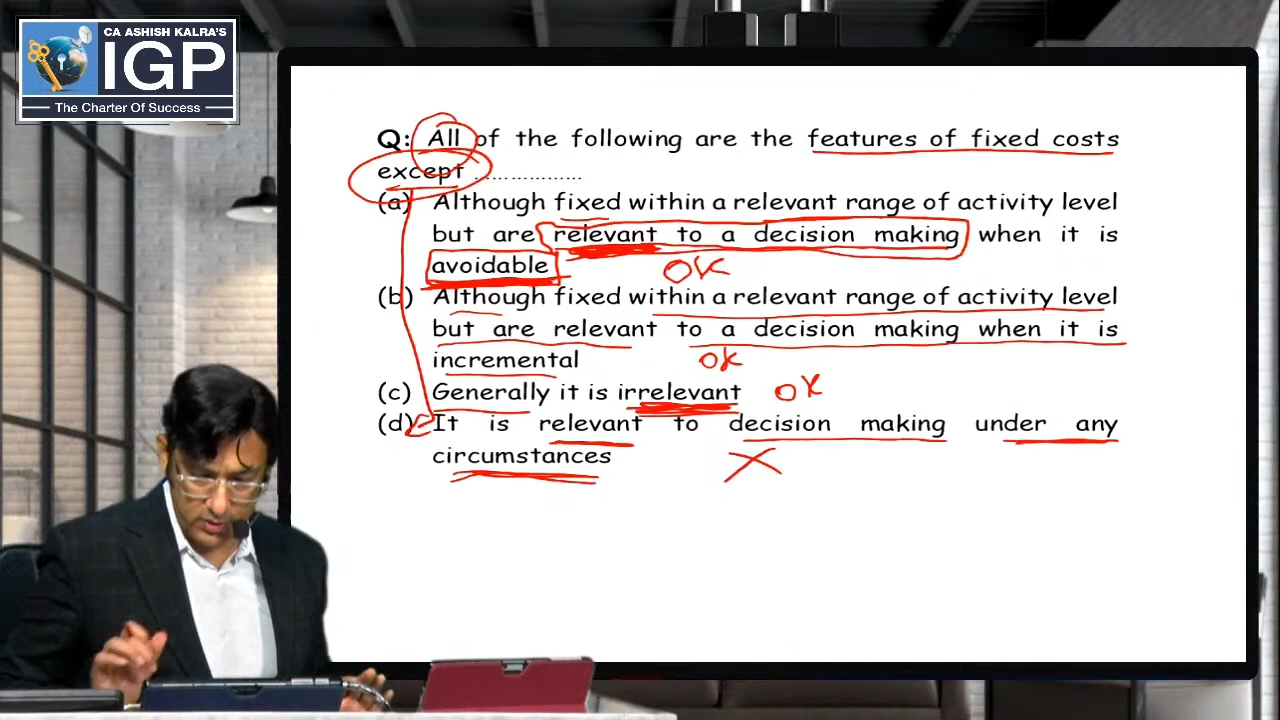 CA ASHISH KALRA'S
IGP
The Charter Of Success
Q: All of the following are the features of fixed costs
except ………………
(a) Although fixed within a relevant range of activity level
but are relevant to a decision making when it is
avoidable
OK
(b) Although fixed within a relevant range of activity level
but are relevant to a decision making when it is
incremental
OK
(c) Generally it is irrelevant OK
(d) It is relevant to decision making under any
circumstances